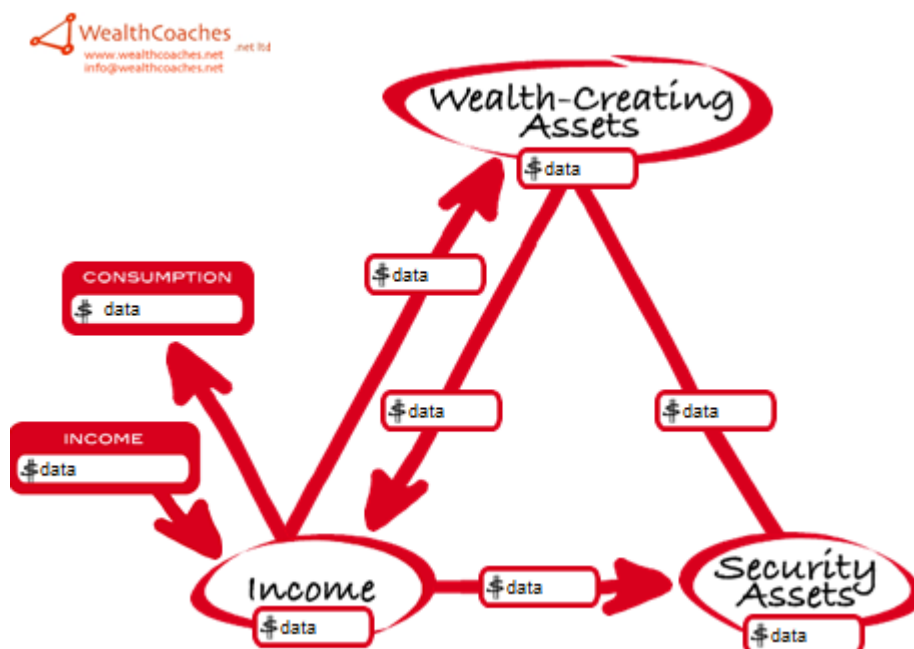 WealthCoaches
.net ltd
www.wealthcoaches.net
info@wealthcoaches.net
Wealth-Creating
Assets
$data
$data
CONSUMPTION
$ data
$data
$data
INCOME
$data
Income
$data
$data
Security
Assets
$data